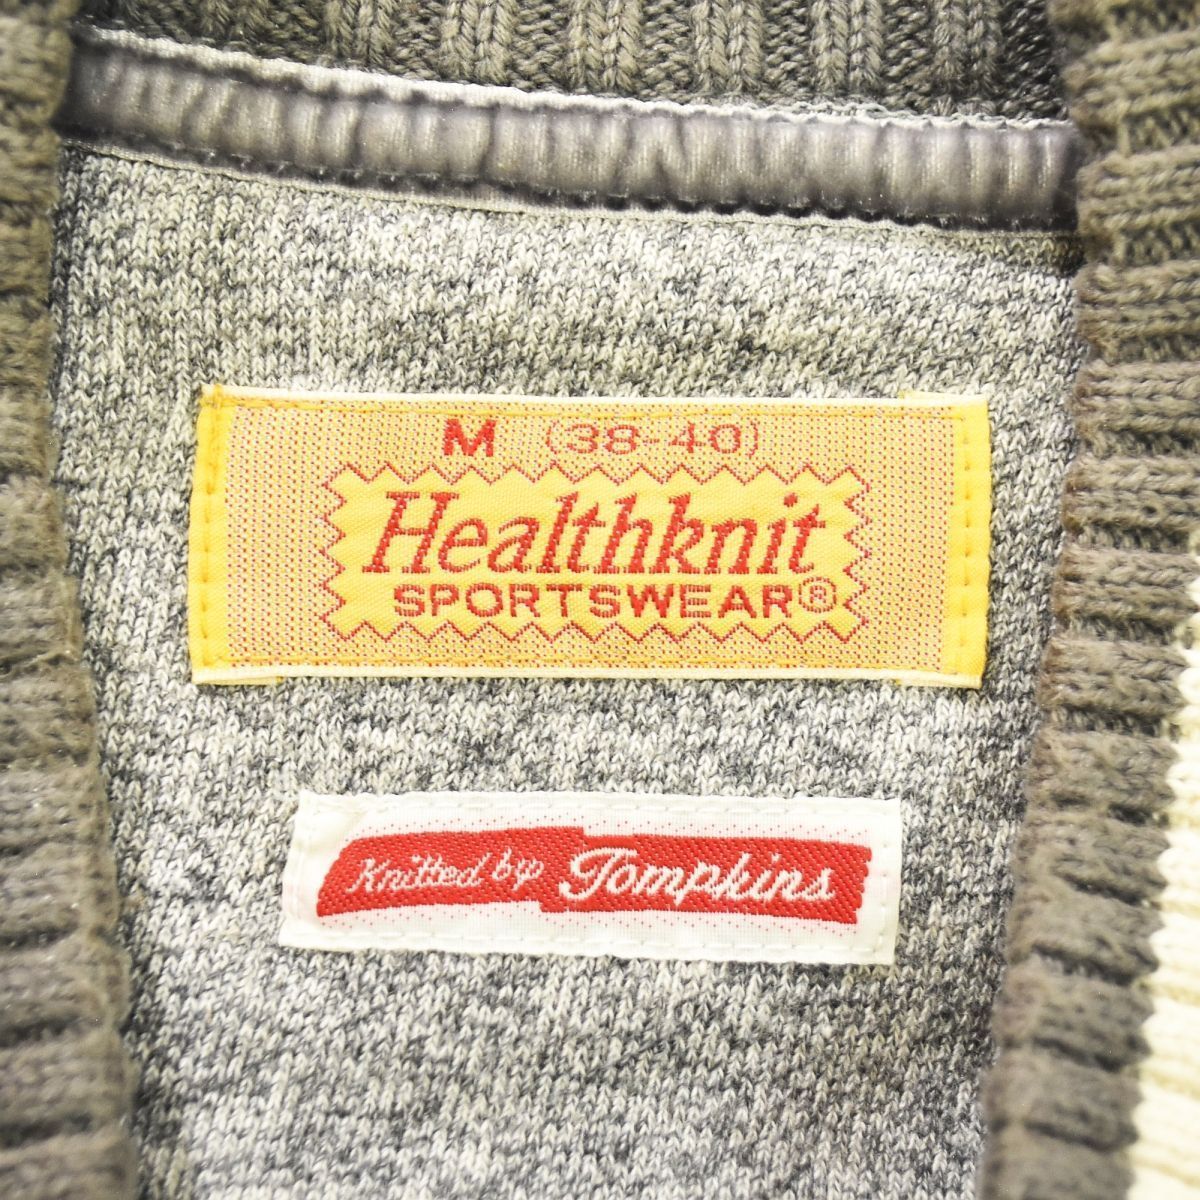 M (38-40)
Healthknit
SPORTSWEAR®
Knitted by Tompkins